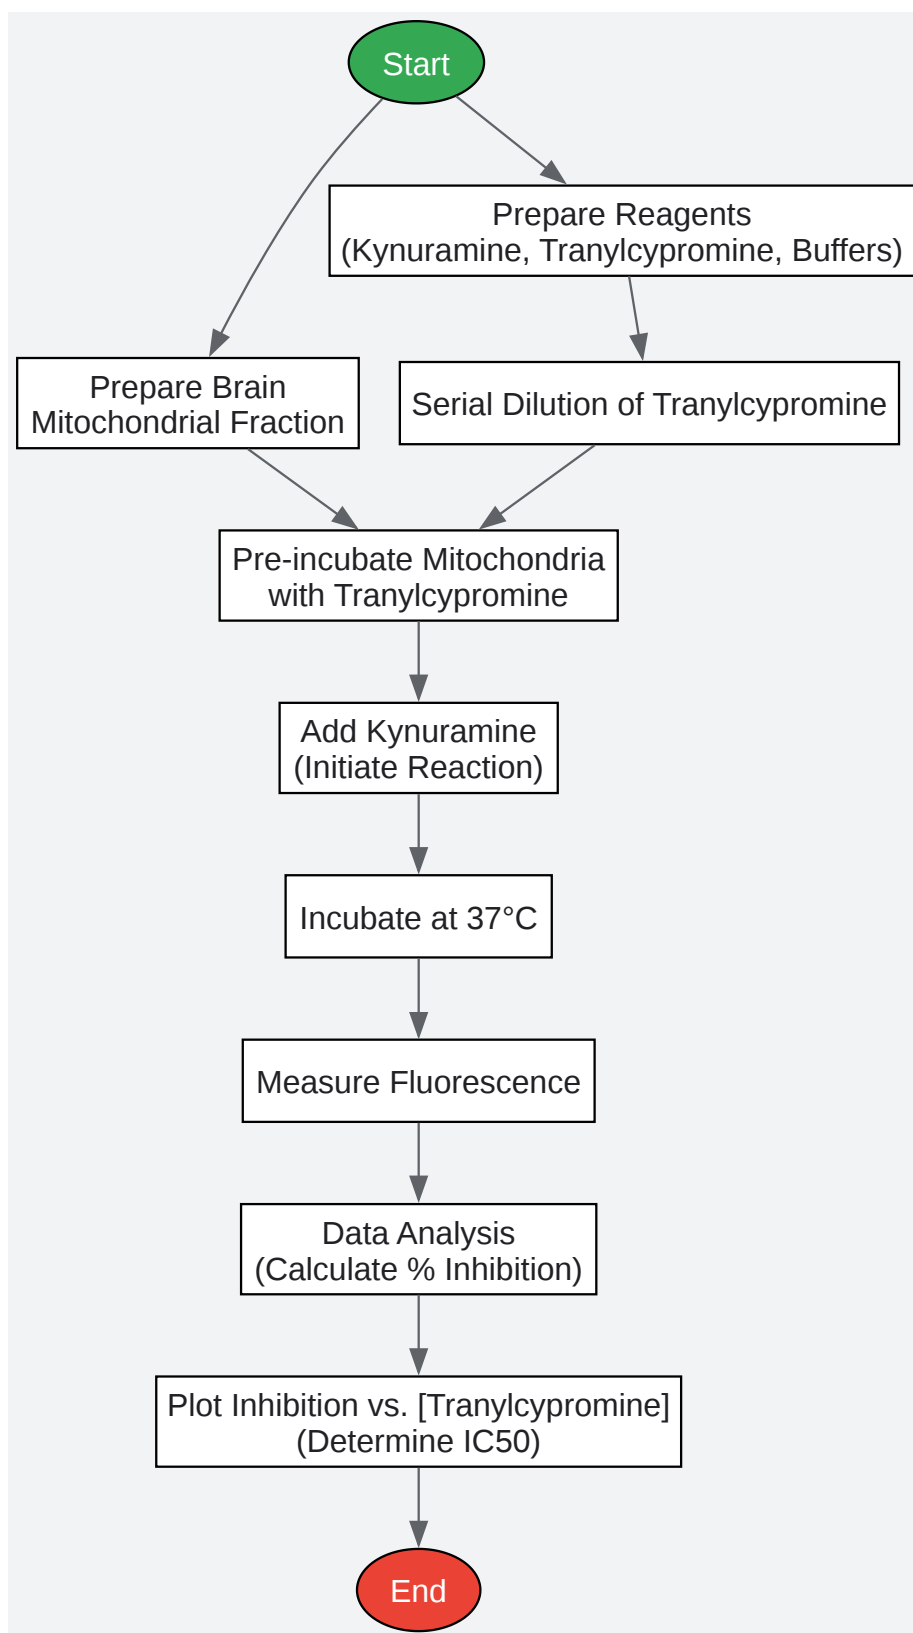 Start
Prepare Reagents
(Kynuramine, Tranylcypromine, Buffers)
Prepare Brain
Mitochondrial Fraction
Serial Dilution of Tranylcypromine
Pre-incubate Mitochondria
with Tranylcypromine
Add Kynuramine
(Initiate Reaction)
Incubate at 37°C
Measure Fluorescence
Data Analysis
(Calculate % Inhibition)
Plot Inhibition vs. [Tranylcypromine]
(Determine IC50)
End